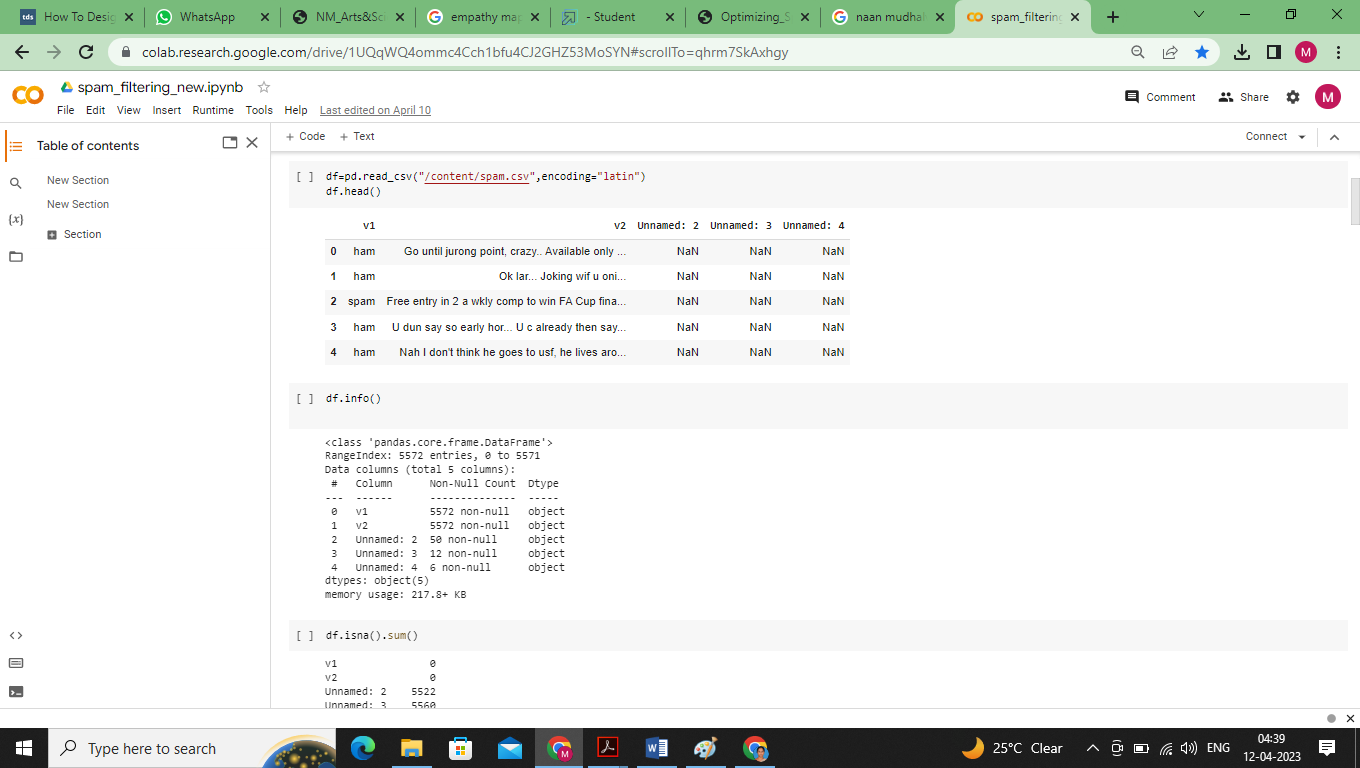 How To Desig
WhatsApp
NM_Arts&Sci
empathy map
- Student
Optimizing_S
naan mudhal
spam_filtering
colab.research.google.com/drive/1UQqWQ4ommc4Cch1bfu4CJ2GHZ53MoSYN#scrollTo=qhrm7SkAxhgy
M
CO spam_filtering_new.ipynb
File Edit View Insert Runtime Tools Help Last edited on April 10
Comment Share M
Table of contents
New Section
New Section
Section
+ Code + Text Connect
[ ] df=pd.read_csv("/content/spam.csv",encoding="latin")
df.head()
v1 v2 Unnamed: 2 Unnamed: 3 Unnamed: 4
0 ham Go until jurong point, crazy.. Available only ... NaN NaN NaN
1 ham Ok lar... Joking wif u oni... NaN NaN NaN
2 spam Free entry in 2 a wkly comp to win FA Cup fina... NaN NaN NaN
3 ham U dun say so early hor... U c already then say... NaN NaN NaN
4 ham Nah I don't think he goes to usf, he lives aro... NaN NaN NaN
[ ] df.info()
<class 'pandas.core.frame.DataFrame'>
RangeIndex: 5572 entries, 0 to 5571
Data columns (total 5 columns):
# Column Non-Null Count Dtype
--- ------ -------------- -----
0 v1 5572 non-null object
1 v2 5572 non-null object
2 Unnamed: 2 50 non-null object
3 Unnamed: 3 12 non-null object
4 Unnamed: 4 6 non-null object
dtypes: object(5)
memory usage: 217.8+ KB
[ ] df.isna().sum()
v1 0
v2 0
Unnamed: 2 5522
Unnamed: 3 5560
Type here to search
25°C Clear
ENG
04:39
12-04-2023